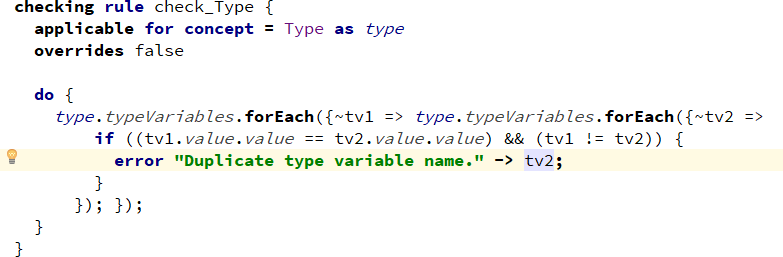 checking rule check_Type {
  applicable for concept = Type as type
  overrides false

  do {
    type.typeVariables.forEach({~tv1 => type.typeVariables.forEach({~tv2 =>
        if ((tv1.value.value == tv2.value.value) && (tv1 != tv2)) {
          error "Duplicate type variable name." -> tv2;
        }
      }); });
  }
}